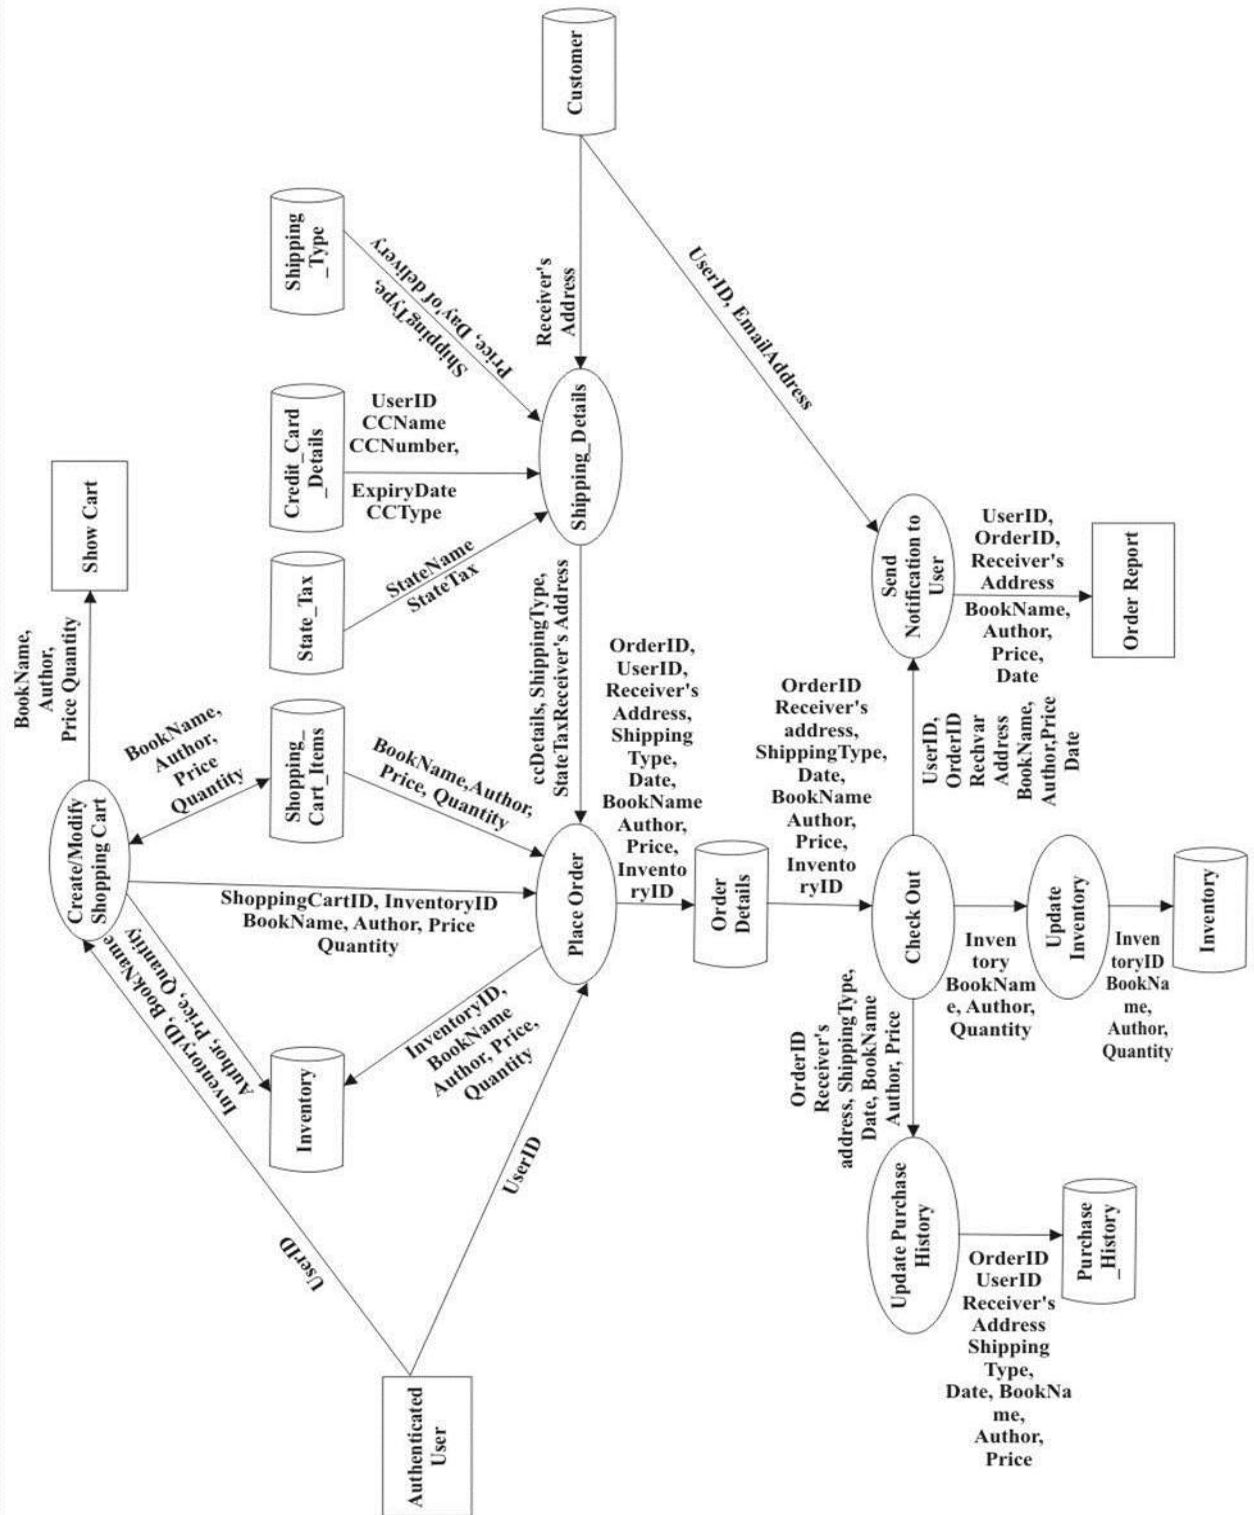 Customer
Shipping
_Type
ShippingType,
Price, Day'of delivery
Receiver's
Address
UserID, EmailAddress
Credit_Card
_Details
UserID
CCName
CCNumber,
ExpiryDate
CCType
Shipping_Details
Show Cart
State_Tax
StateName
StateTax
BookName,
Author,
Price Quantity
ccDetails, ShippingType,
StateTaxReceiver's Address
Send
Notification to
User
UserID,
OrderID,
Receiver's
Address
BookName,
Author,
Price,
Date
Order Report
BookName,
Author,
Price
Quantity
Shopping_
Cart_Items
BookName,Author,
Price, Quantity
OrderID,
UserID,
Receiver's
Address,
Shipping
Type,
Date,
BookName
Author,
Price,
Invento
ryID
OrderID
Receiver's
address,
ShippingType,
Date,
BookName
Author,
Price,
Invento
ryID
UserID,
OrderID
Rechvar
Address
BookName,
Author,Price
Date
Create/Modify
Shopping Cart
ShoppingCartID, InventoryID
BookName, Author, Price
Quantity
Place Order
Order
Details
Check Out
Inven
tory
BookNam
e, Author,
Quantity
Update
Inventory
Inven
toryID
BookNa
me,
Author,
Quantity
Inventory
InventoryID, BookName
Author, Price, Quantity
Inventory
InventoryID,
BookName
Author, Price,
Quantity
OrderID
Receiver's
address, ShippingType,
Date, BookName
Author, Price
UserID
UserID
Update Purchase
History
OrderID
UserID
Receiver's
Address
Shipping
Type,
Date, BookNa
me,
Author,
Price
Purchase
_History
Authenticated
User